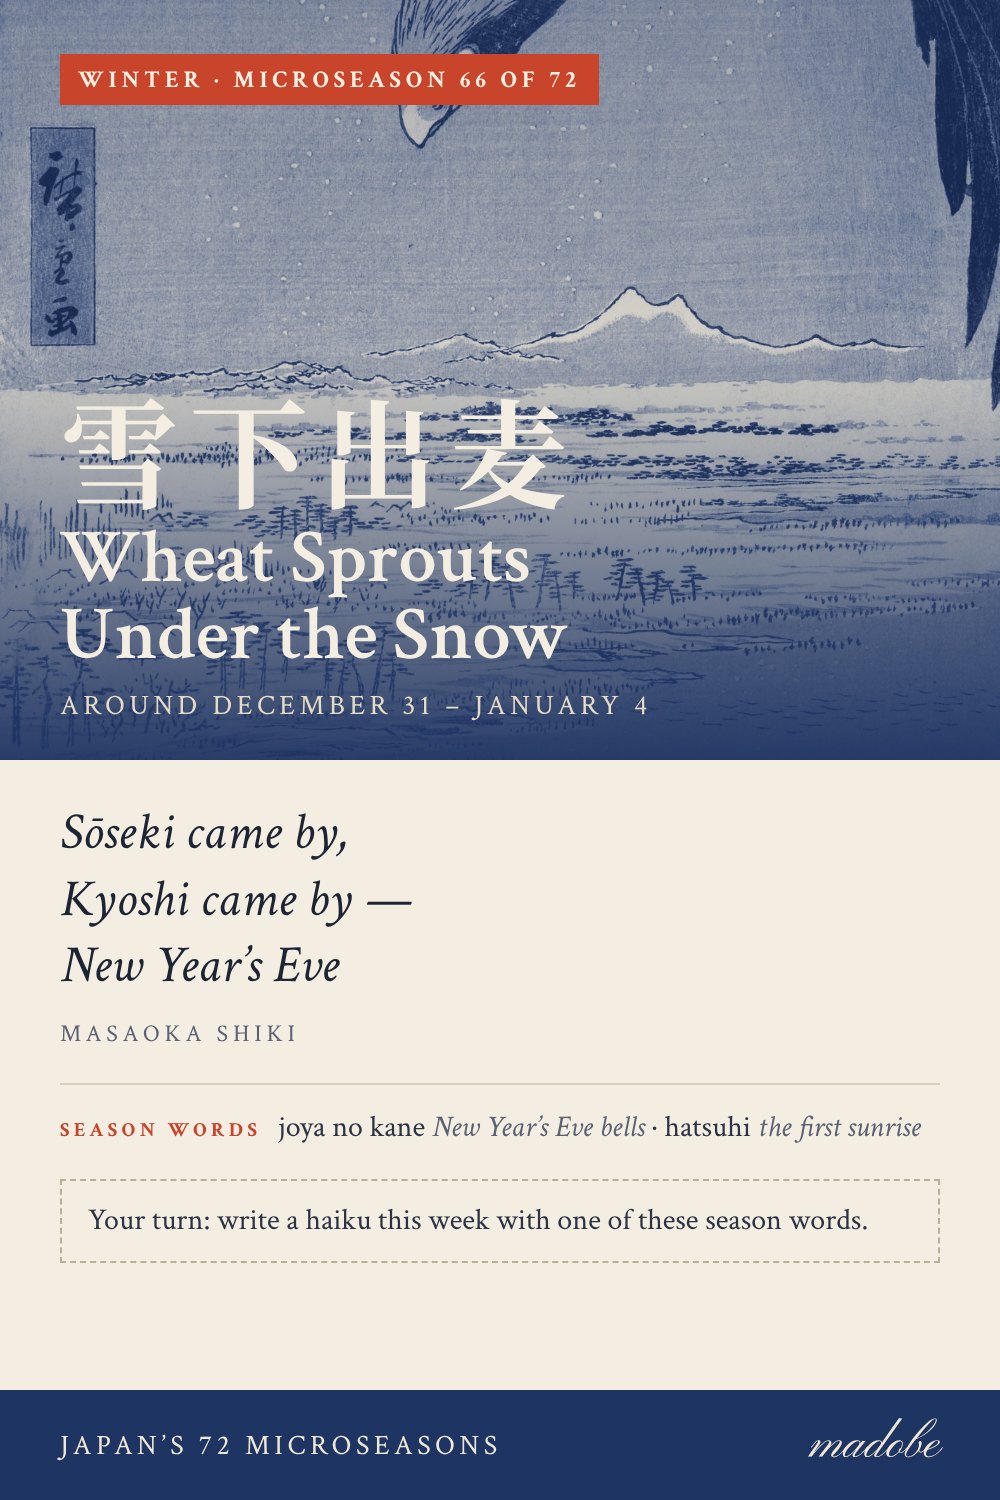 WINTER · MICROSEASON 66 OF 72
廣重画
雪下出麦
Wheat Sprouts
Under the Snow
AROUND DECEMBER 31 – JANUARY 4
Sōseki came by,
Kyoshi came by —
New Year’s Eve
MASAOKA SHIKI
SEASON WORDS joya no kane New Year’s Eve bells · hatsuhi the first sunrise
Your turn: write a haiku this week with one of these season words.
JAPAN’S 72 MICROSEASONS
madobe